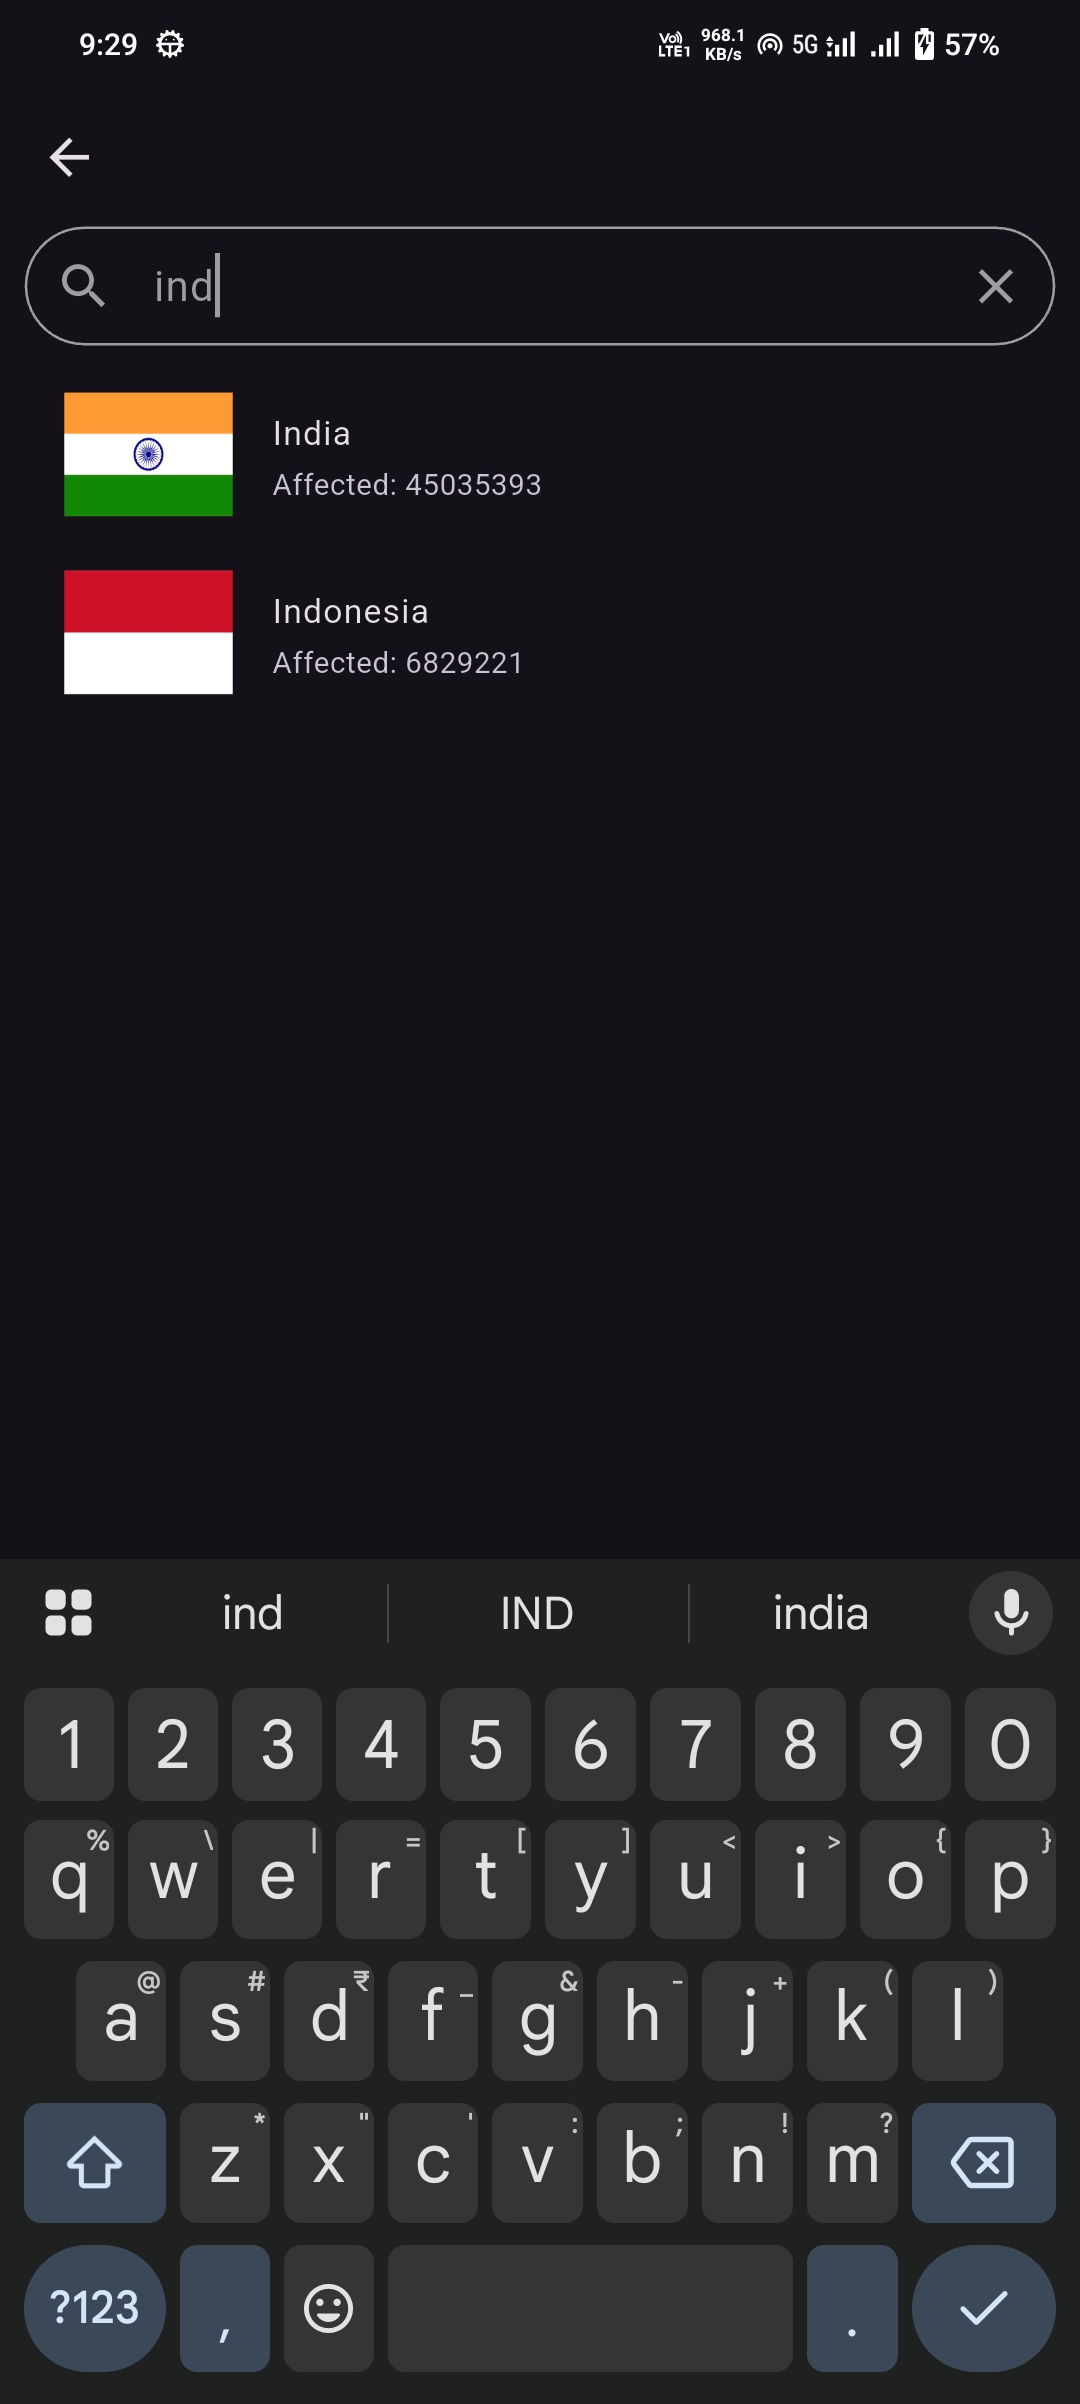 9:29 Vo)) LTE1 968.1 KB/s 5G 57%
ind
India
Affected: 45035393
Indonesia
Affected: 6829221
ind IND india
1 2 3 4 5 6 7 8 9 0
q % w \ e | r = t [ y ] u < i > o { p }
a @ s # d ₹ f _ g & h - j + k ( l )
z * x " c ' v : b ; n ! m ?
?123 , .